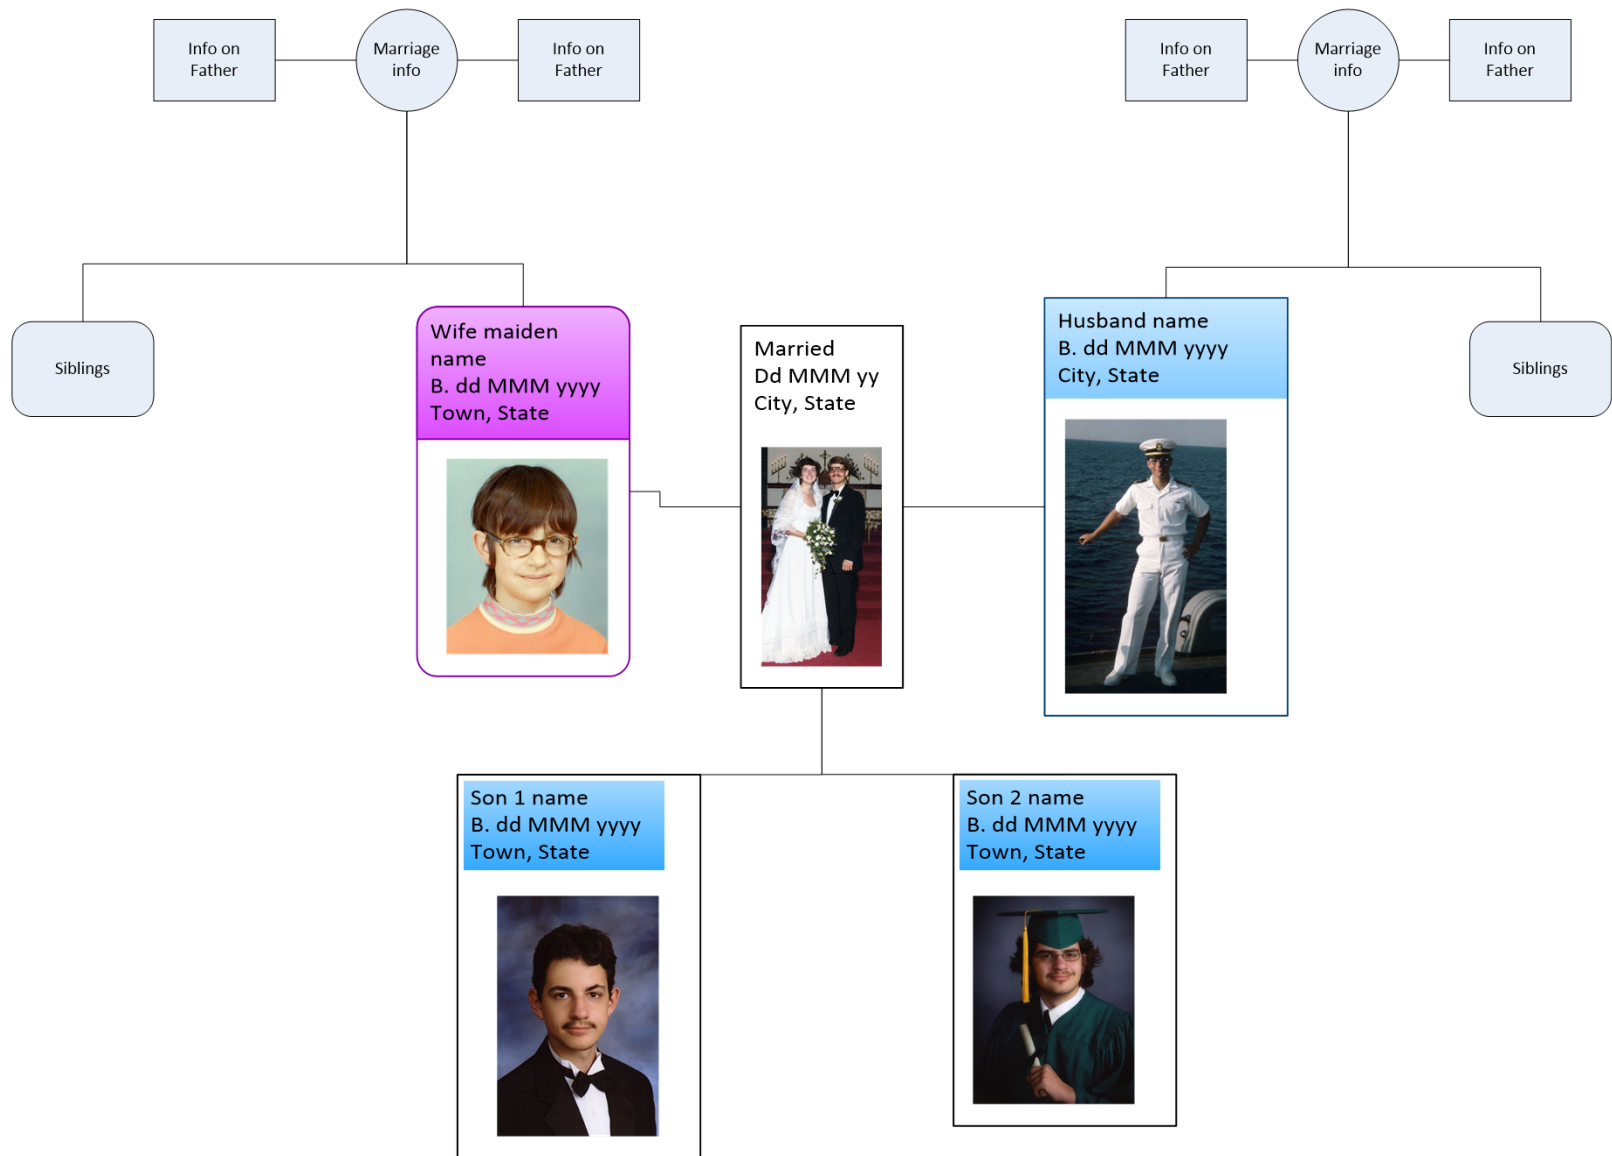 Info on
Father
Marriage
info
Info on
Father
Info on
Father
Marriage
info
Info on
Father
Siblings
Wife maiden
name
B. dd MMM yyyy
Town, State
Married
Dd MMM yy
City, State
Husband name
B. dd MMM yyyy
City, State
Siblings
Son 1 name
B. dd MMM yyyy
Town, State
Son 2 name
B. dd MMM yyyy
Town, State